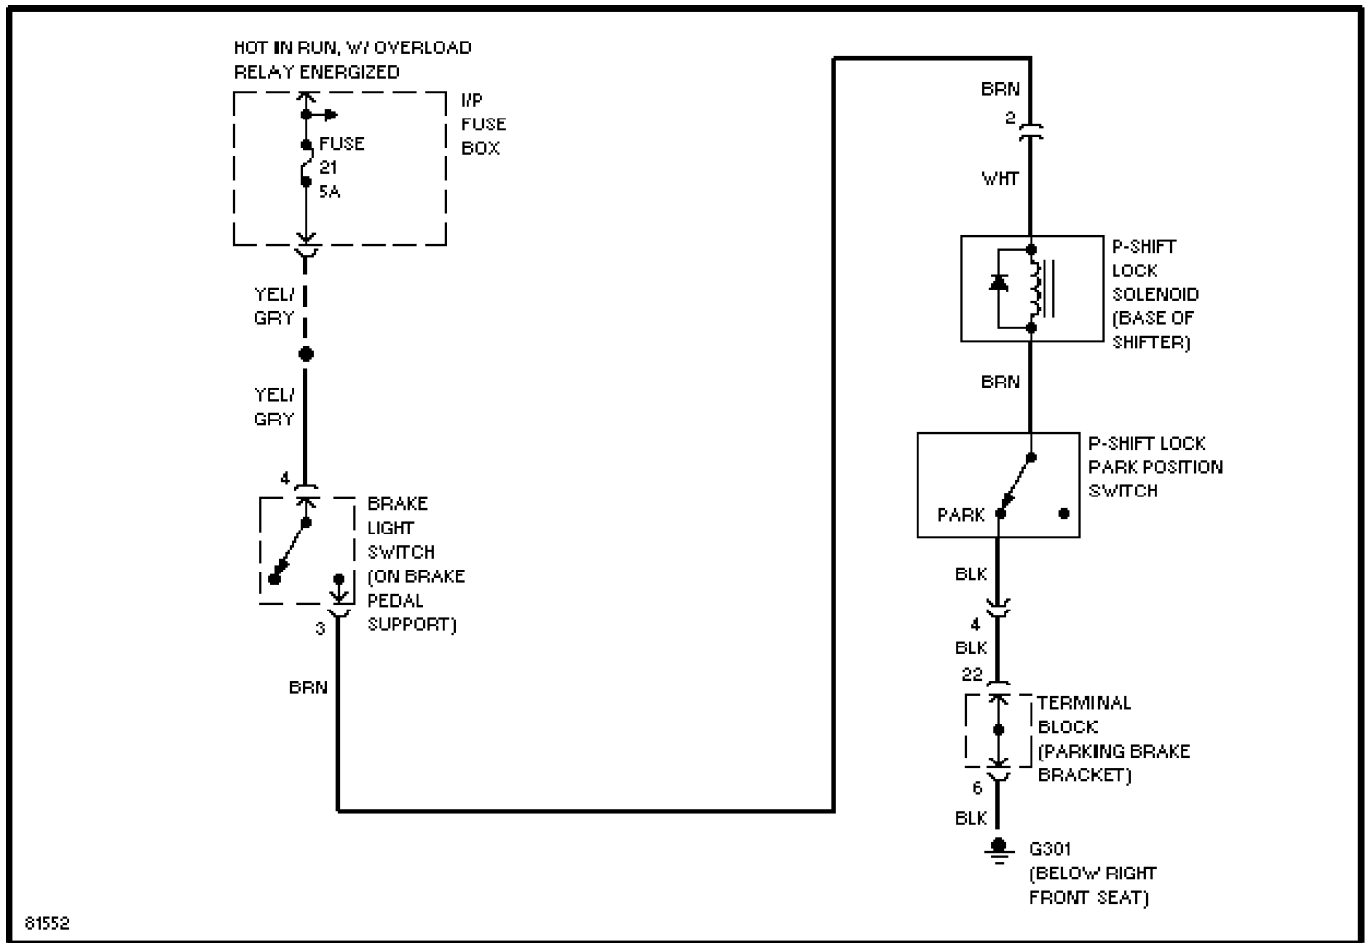 HOT IN RUN, W/ OVERLOAD
RELAY ENERGIZED
I/P
FUSE
BOX
FUSE
21
5A
YEL/
GRY
YEL/
GRY
4
BRAKE
LIGHT
SWITCH
(ON BRAKE
PEDAL
SUPPORT)
3
BRN
BRN
2
WHT
P-SHIFT
LOCK
SOLENOID
(BASE OF
SHIFTER)
BRN
P-SHIFT LOCK
PARK POSITION
SWITCH
PARK
BLK
4
BLK
22
TERMINAL
BLOCK
(PARKING BRAKE
BRACKET)
6
BLK
G301
(BELOW RIGHT
FRONT SEAT)
81552